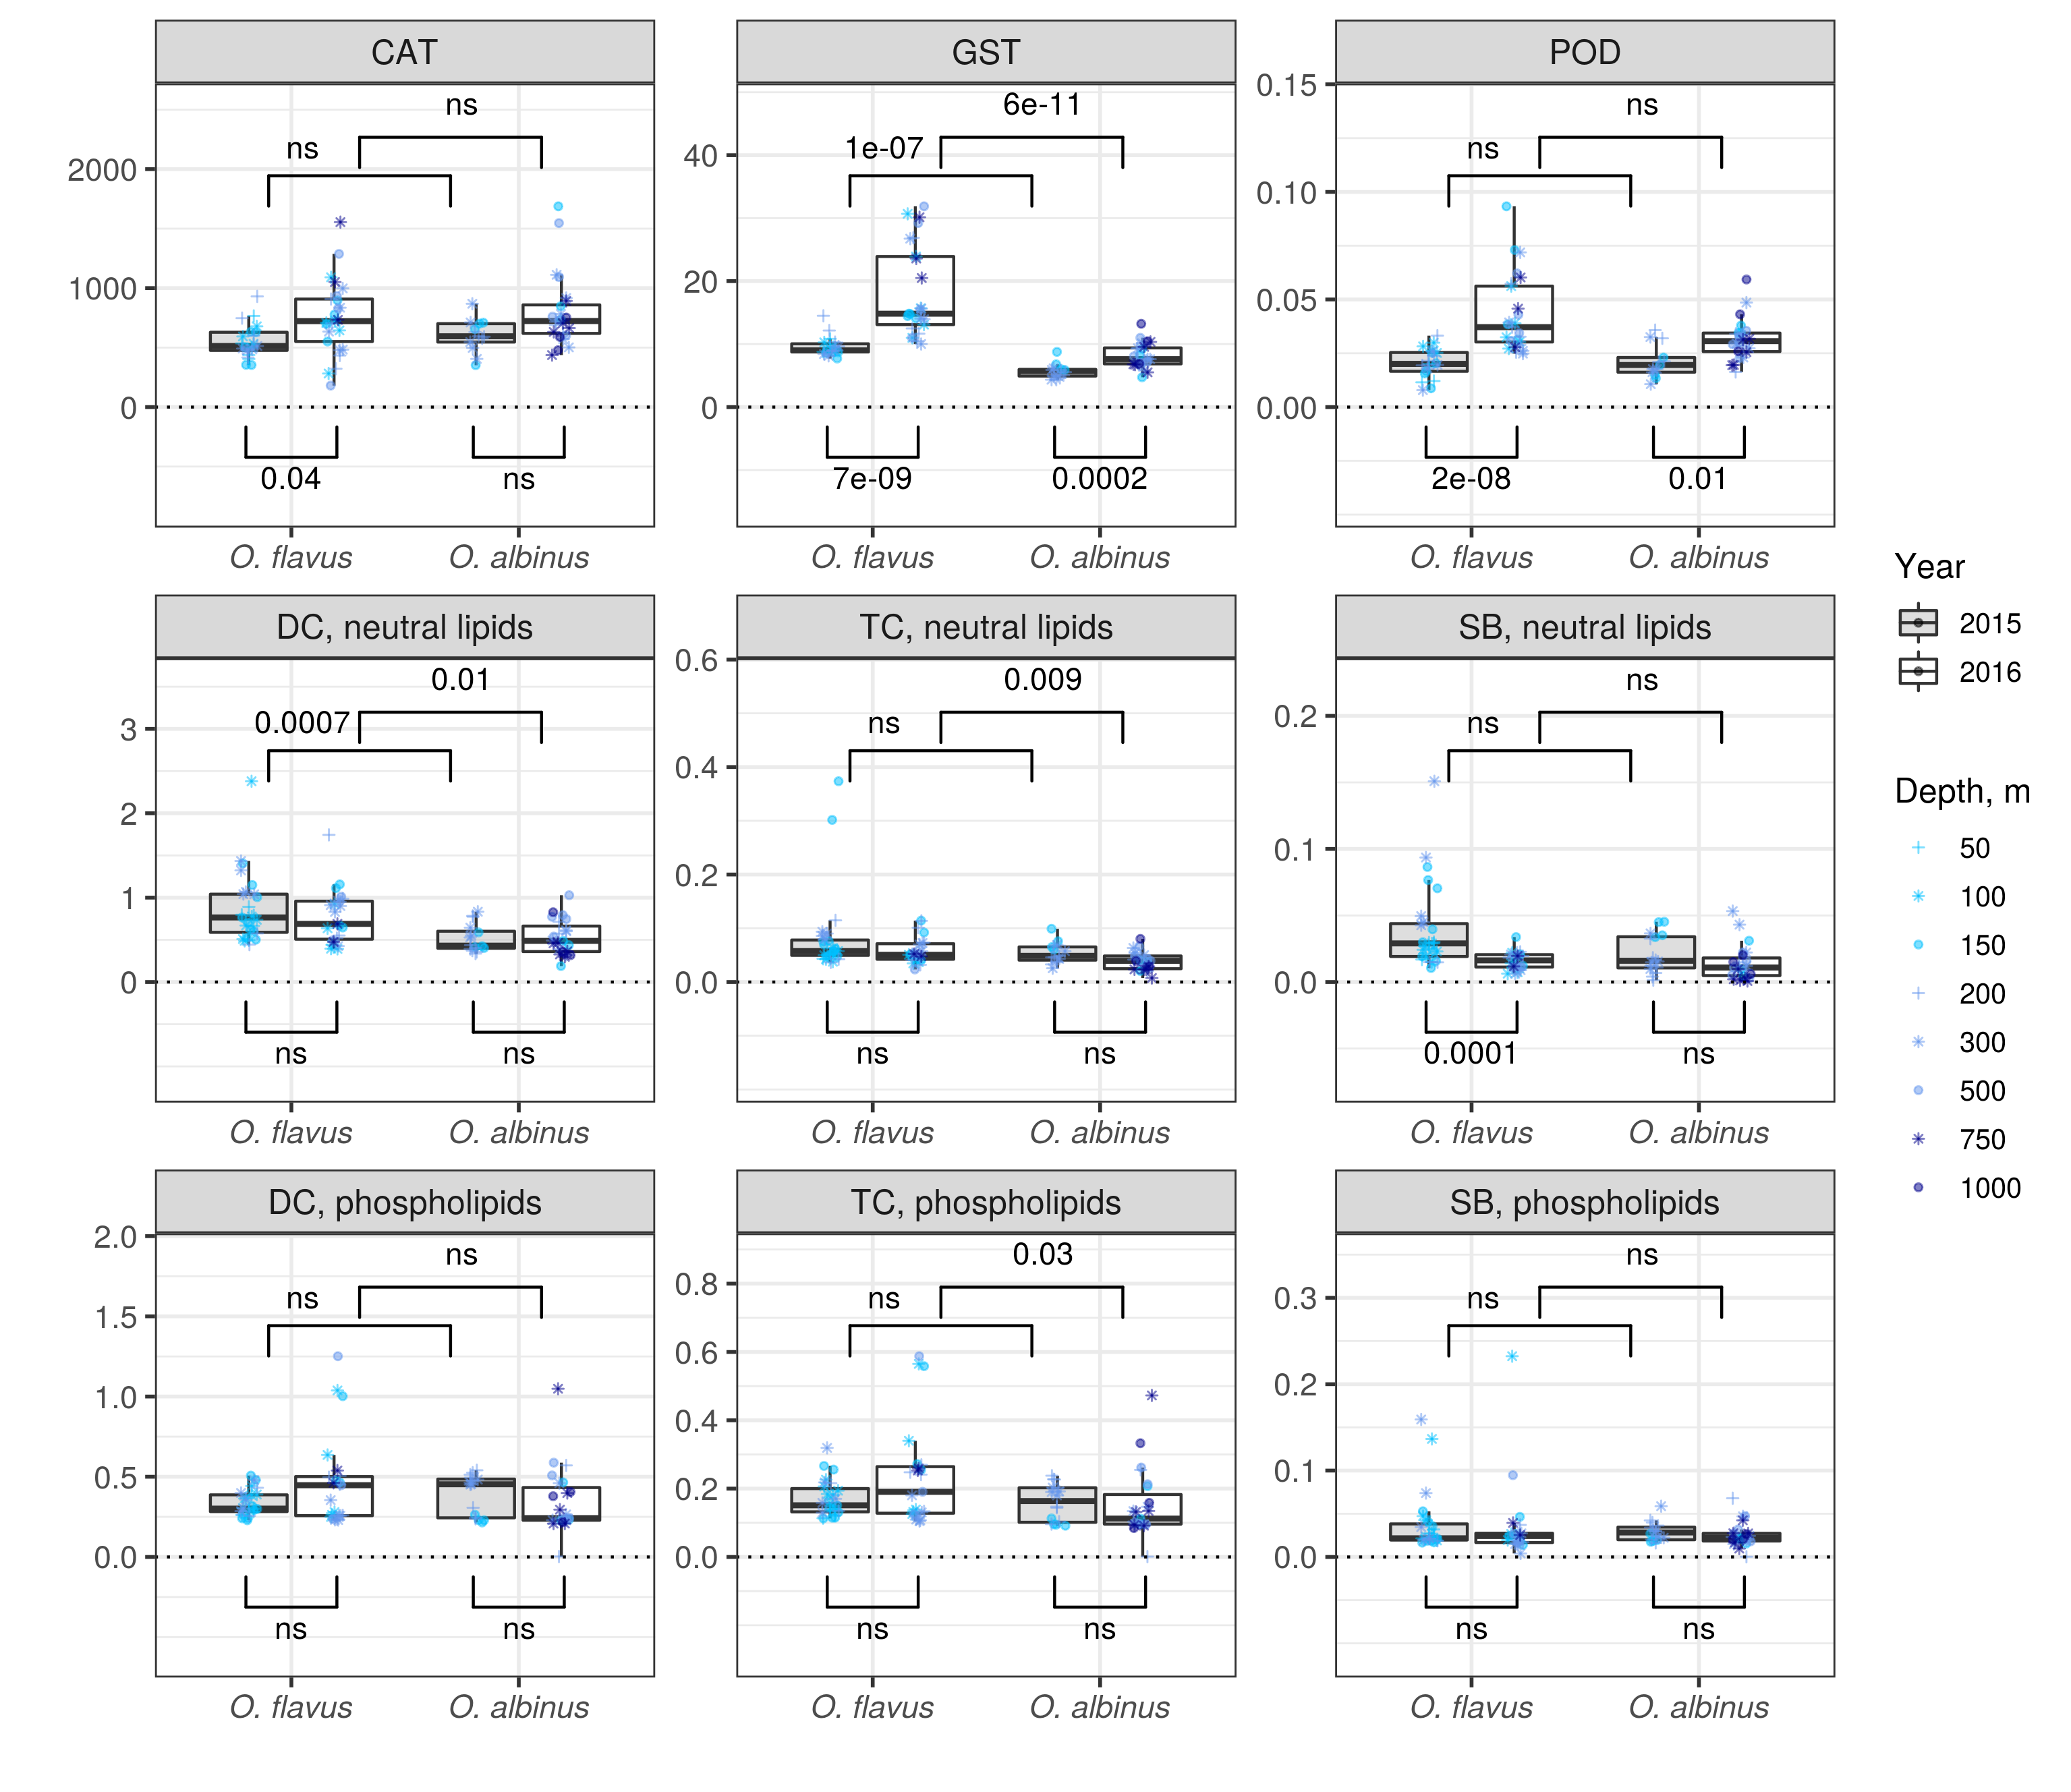 CAT
GST
POD
ns
ns
2000
1000
0
0.04
ns
6e-11
1e-07
40
20
0
7e-09
0.0002
0.15
ns
ns
0.10
0.05
0.00
2e-08
0.01
O. flavus
O. albinus
O. flavus
O. albinus
O. flavus
O. albinus
DC, neutral lipids
TC, neutral lipids
SB, neutral lipids
0.01
0.0007
3
2
1
0
ns
ns
0.6
0.009
ns
0.4
0.2
0.0
ns
ns
ns
ns
0.2
0.1
0.0
0.0001
ns
O. flavus
O. albinus
O. flavus
O. albinus
O. flavus
O. albinus
DC, phospholipids
TC, phospholipids
SB, phospholipids
2.0
ns
ns
1.5
1.0
0.5
0.0
ns
ns
0.03
ns
0.8
0.6
0.4
0.2
0.0
ns
ns
ns
ns
0.3
0.2
0.1
0.0
ns
ns
O. flavus
O. albinus
O. flavus
O. albinus
O. flavus
O. albinus
Year
2015
2016
Depth, m
50
100
150
200
300
500
750
1000